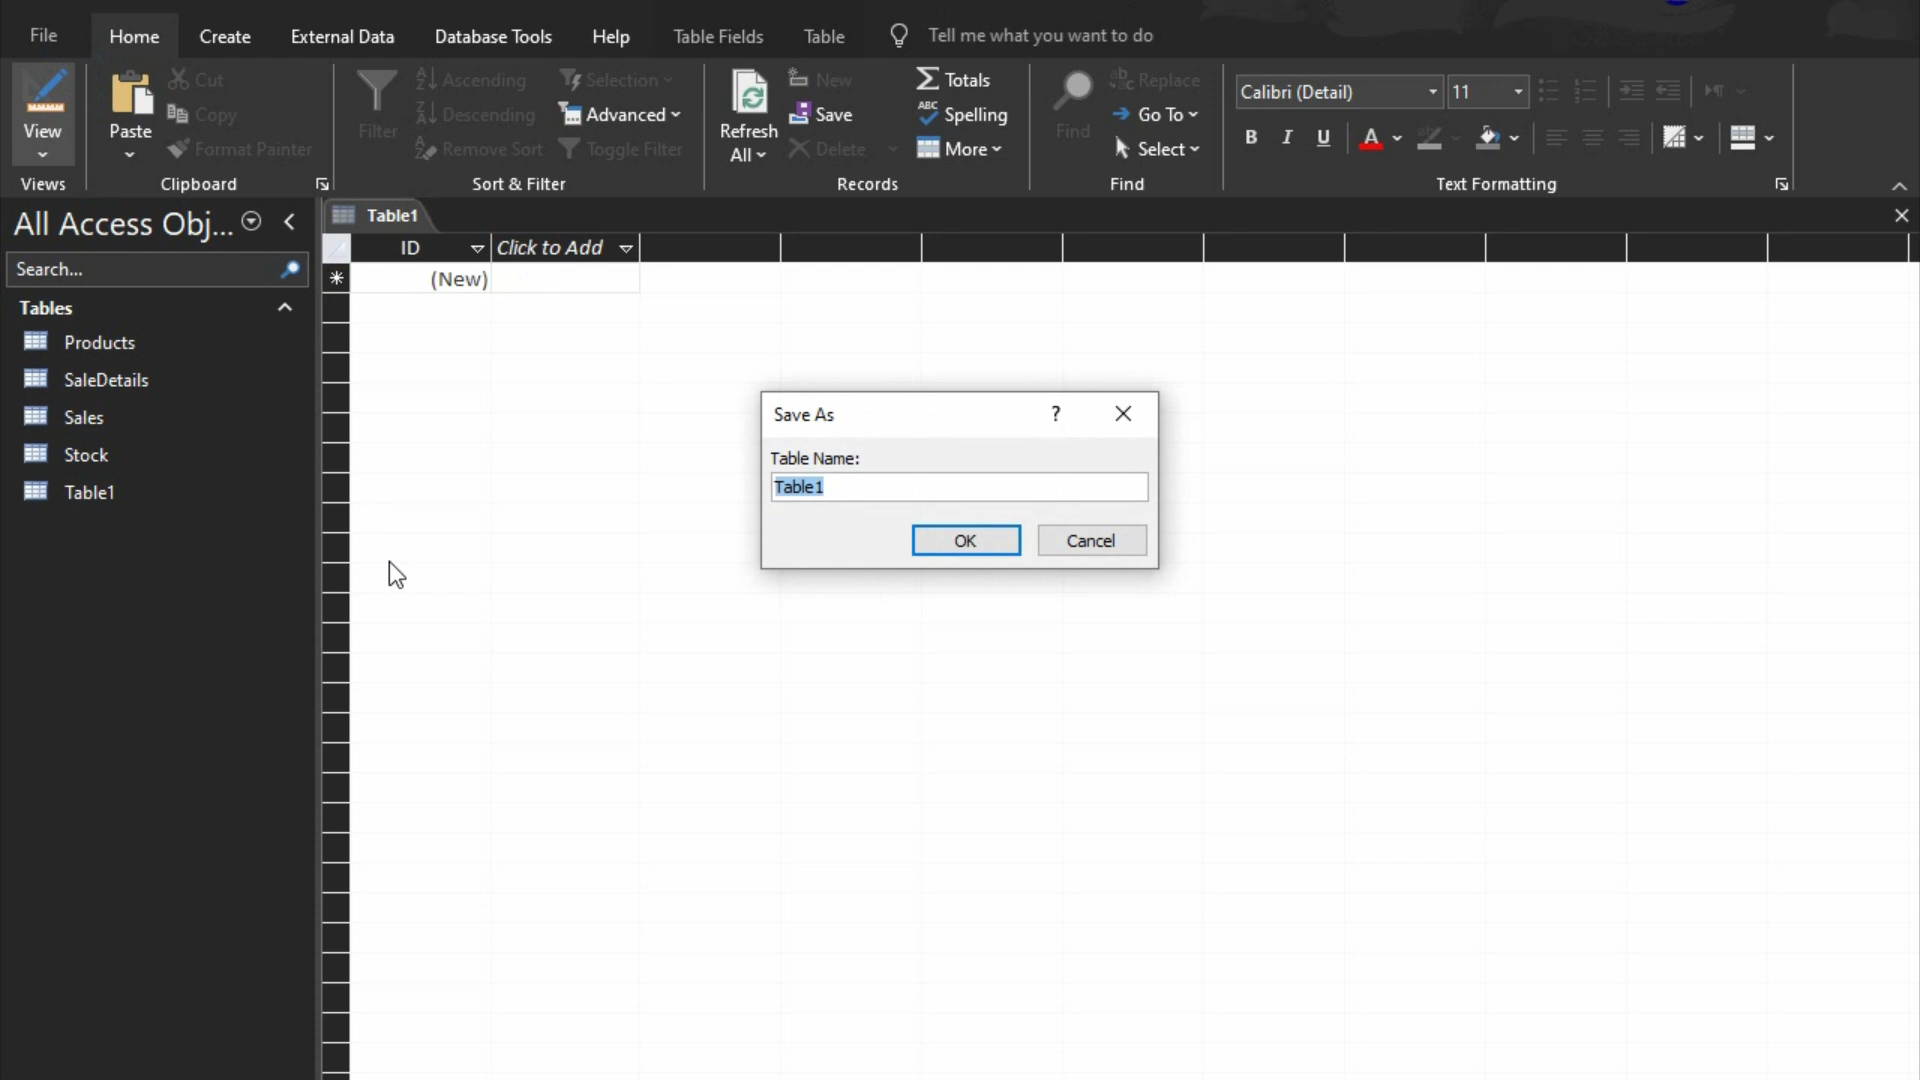 File Home Create External Data Database Tools Help Table Fields Table Tell me what you want to do
View
Views
Paste
Cut
Copy
Format Painter
Clipboard
Filter
Ascending
Descending
Remove Sort
Selection
Advanced
Toggle Filter
Sort & Filter
Refresh
All
New
Save
Delete
Totals
Spelling
More
Records
Find
Replace
Go To
Select
Find
Calibri (Detail) 11
B I U A
Text Formatting
All Access Obj...
Search...
Tables
Products
SaleDetails
Sales
Stock
Table1
Table1
ID Click to Add
(New)
Save As ?
Table Name:
Table1
OK Cancel